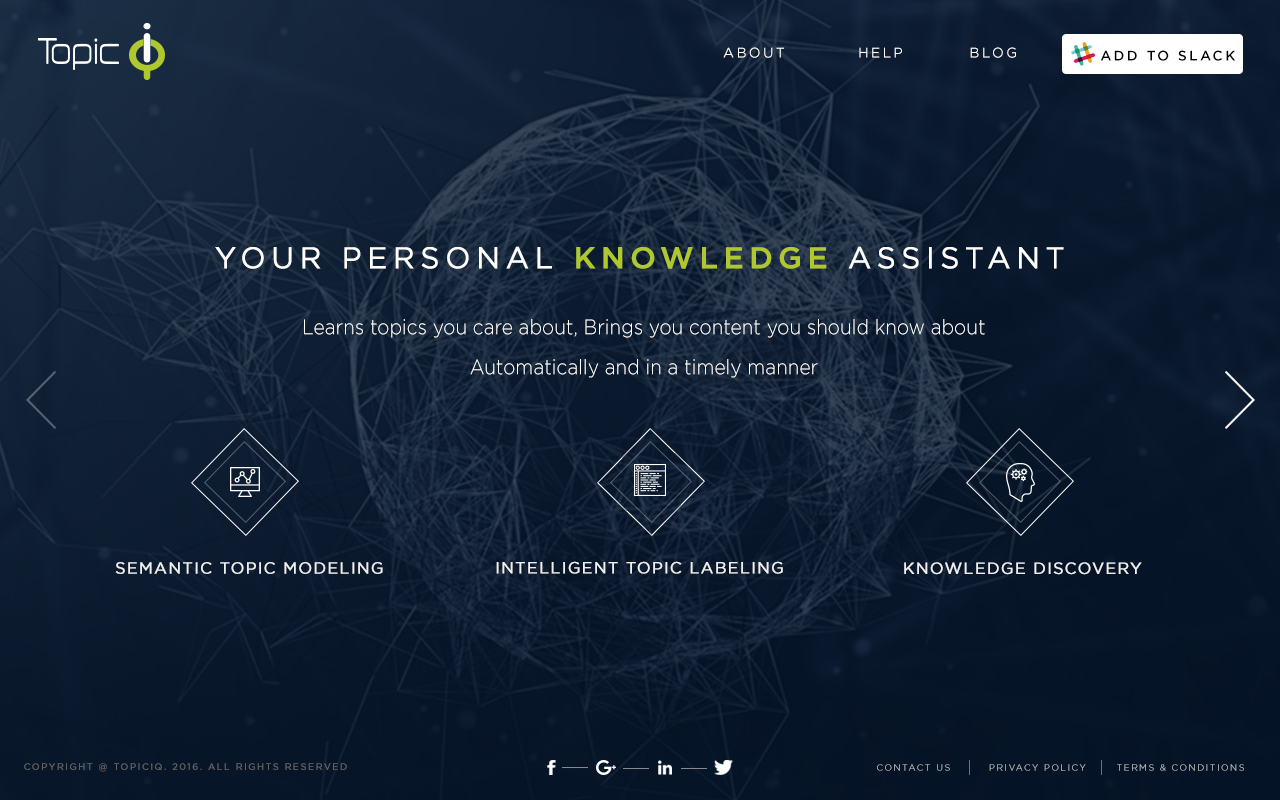 Topic iQ
ABOUT HELP BLOG ADD TO SLACK
YOUR PERSONAL KNOWLEDGE ASSISTANT
Learns topics you care about, Brings you content you should know about
Automatically and in a timely manner
SEMANTIC TOPIC MODELING INTELLIGENT TOPIC LABELING KNOWLEDGE DISCOVERY
COPYRIGHT @ TOPICIQ. 2016. ALL RIGHTS RESERVED
f G+ in
CONTACT US PRIVACY POLICY TERMS & CONDITIONS